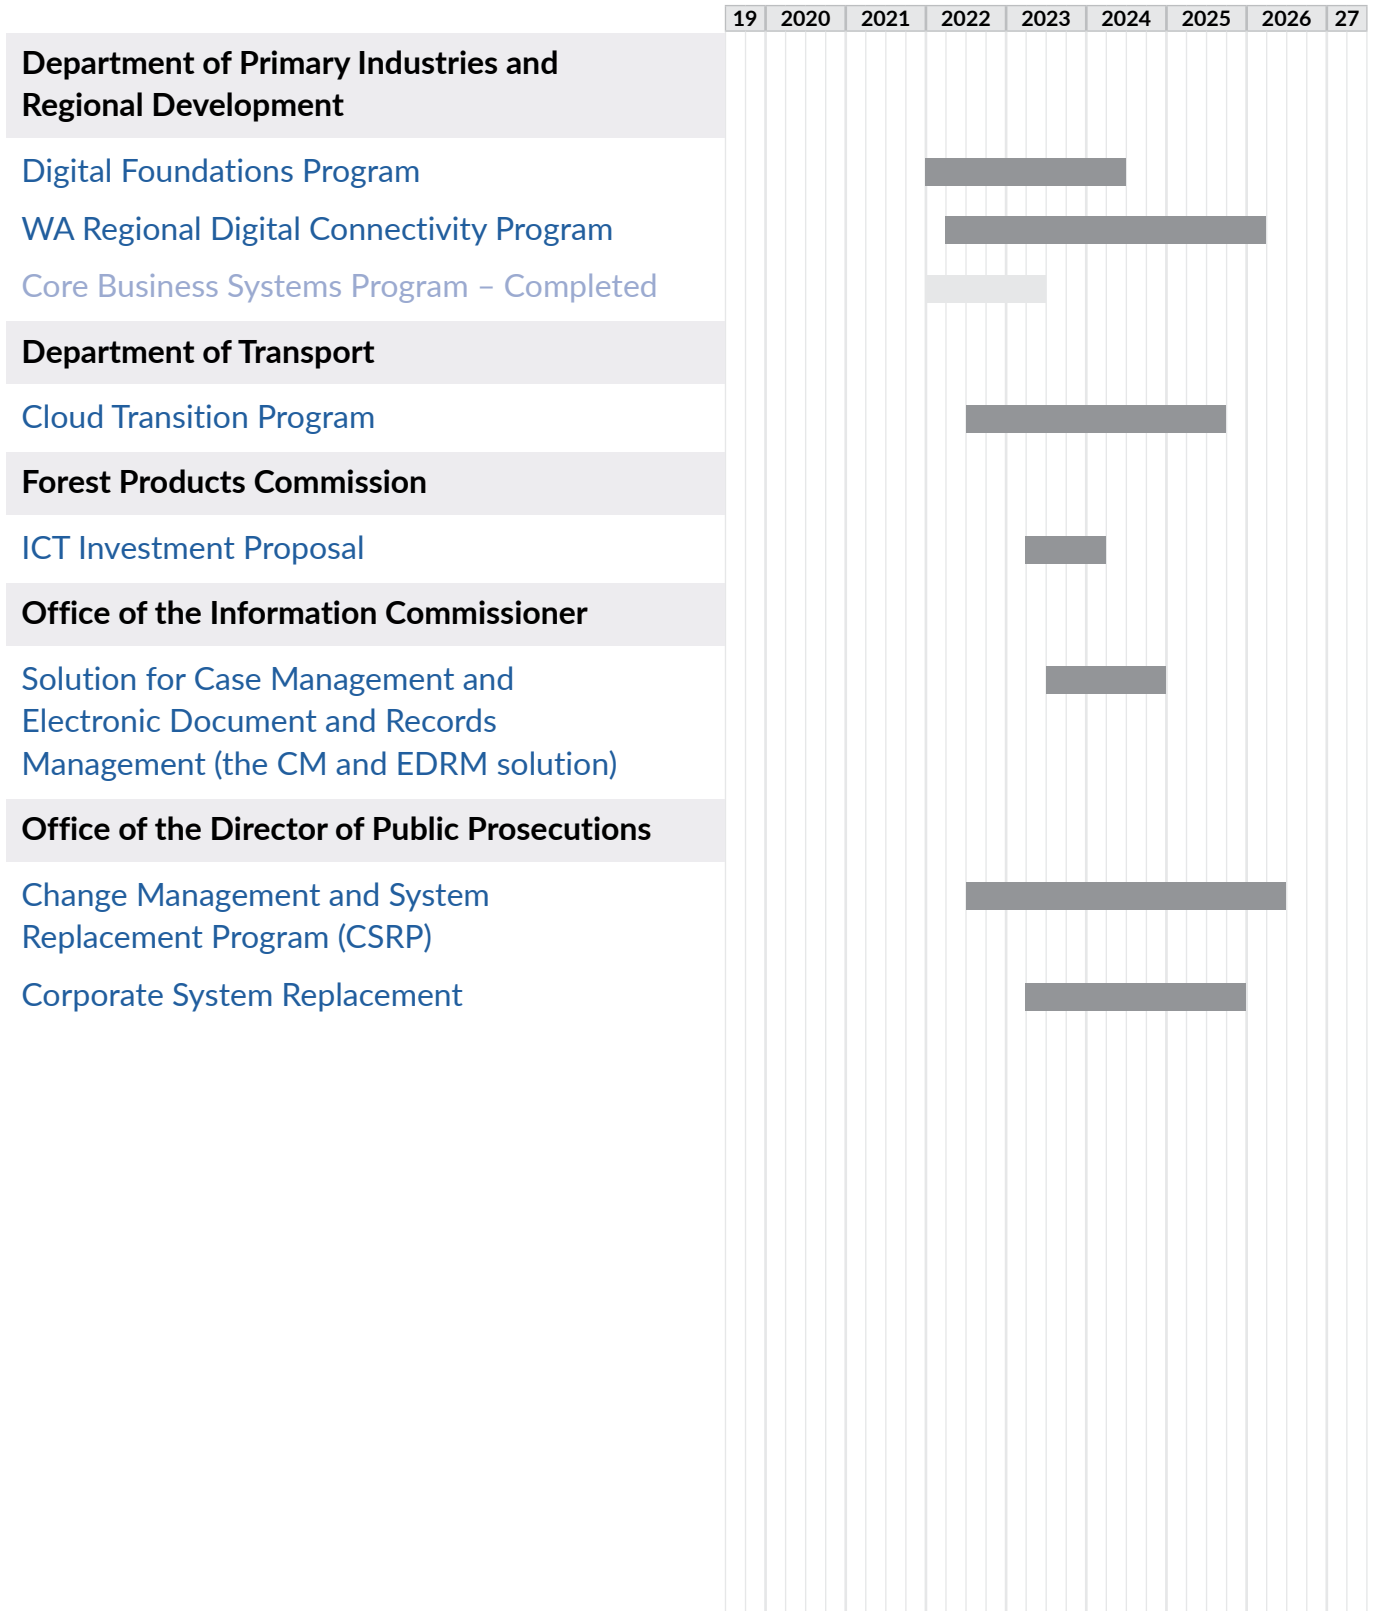 19 2020 2021 2022 2023 2024 2025 2026 27
Department of Primary Industries and
Regional Development
Digital Foundations Program
WA Regional Digital Connectivity Program
Core Business Systems Program – Completed
Department of Transport
Cloud Transition Program
Forest Products Commission
ICT Investment Proposal
Office of the Information Commissioner
Solution for Case Management and
Electronic Document and Records
Management (the CM and EDRM solution)
Office of the Director of Public Prosecutions
Change Management and System
Replacement Program (CSRP)
Corporate System Replacement